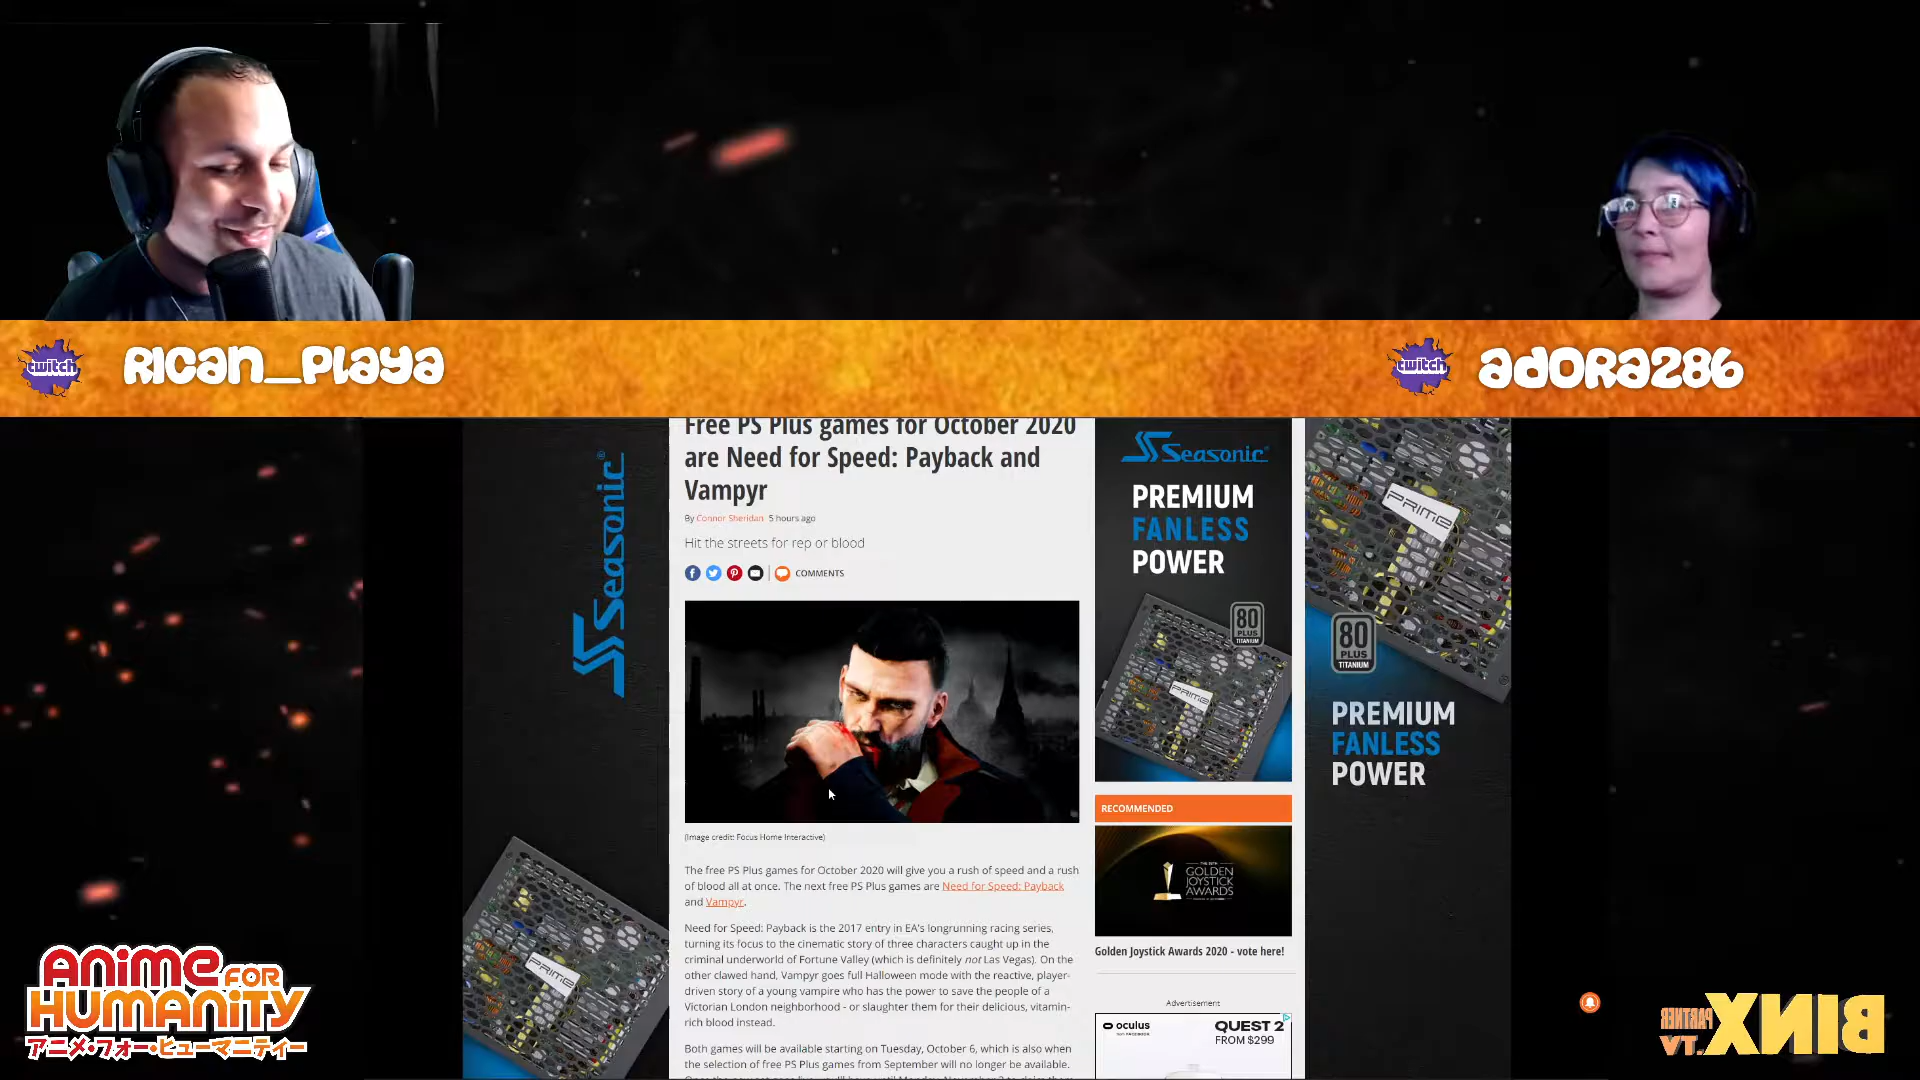 twitch
Rican_Playa
twitch
adora286
Free PS Plus games for October 2020
are Need for Speed: Payback and
Vampyr
By Connor Sheridan 5 hours ago
Hit the streets for rep or blood
COMMENTS
(Image credit: Focus Home Interactive)
The free PS Plus games for October 2020 will give you a rush of speed and a rush
of blood all at once. The next free PS Plus games are Need for Speed: Payback
and Vampyr.
Need for Speed: Payback is the 2017 entry in EA's longrunning racing series,
turning its focus to the cinematic story of three characters caught up in the
criminal underworld of Fortune Valley (which is definitely not Las Vegas). On the
other clawed hand, Vampyr goes full Halloween mode with the reactive, player-
driven story of a young vampire who has the power to save the people of a
Victorian London neighborhood - or slaughter them for their delicious, vitamin-
rich blood instead.
Both games will be available starting on Tuesday, October 6, which is also when
the selection of free PS Plus games from September will no longer be available.
Seasonic®
PRIME
Seasonic®
PREMIUM
FANLESS
POWER
80
PLUS
TITANIUM
PRIME
RECOMMENDED
GOLDEN
JOYSTICK
AWARDS
Golden Joystick Awards 2020 - vote here!
Advertisement
oculus
QUEST 2
FROM $299
PRIME
80
PLUS
TITANIUM
PREMIUM
FANLESS
POWER
Anime FOR
HUMANITY
アニメ・フォー・ヒューマニティー
BINX
.TV
PARTNER